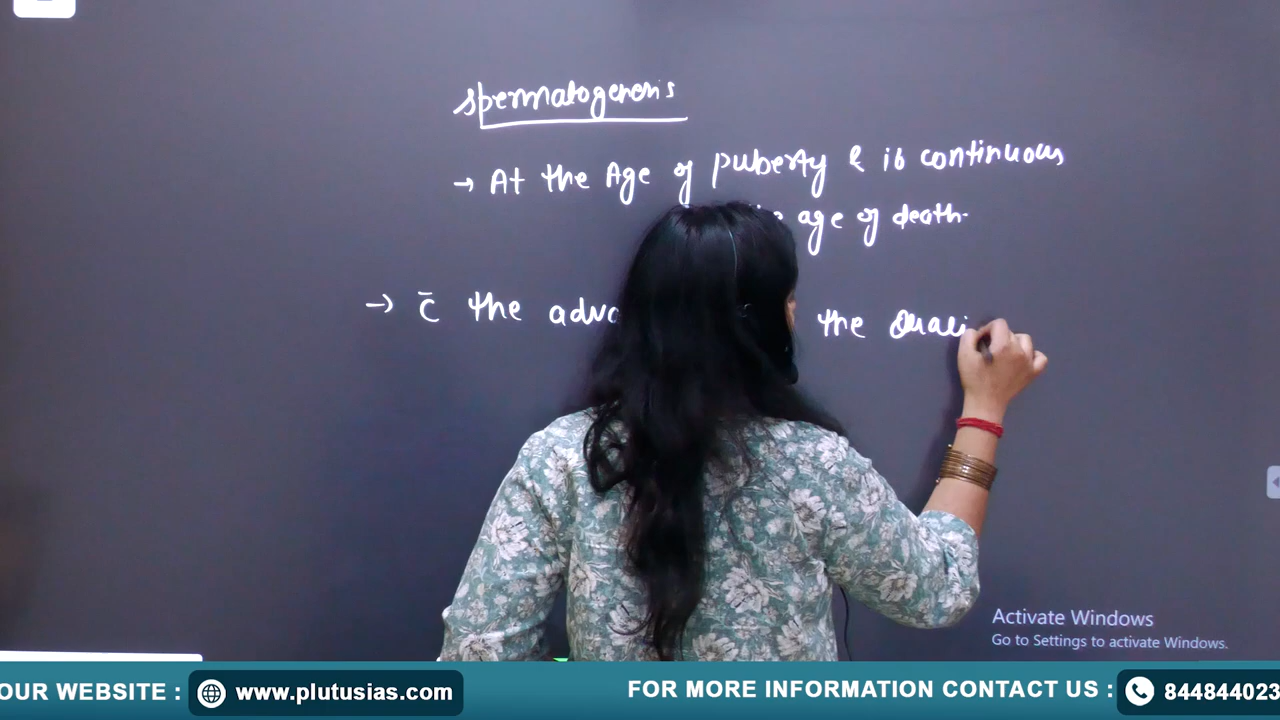 spermatogenesis
→ At the Age of puberty & is continuous
age of death.
→ c̄ the adva the Quali
Activate Windows
Go to Settings to activate Windows.
OUR WEBSITE : www.plutusias.com FOR MORE INFORMATION CONTACT US : 844844023